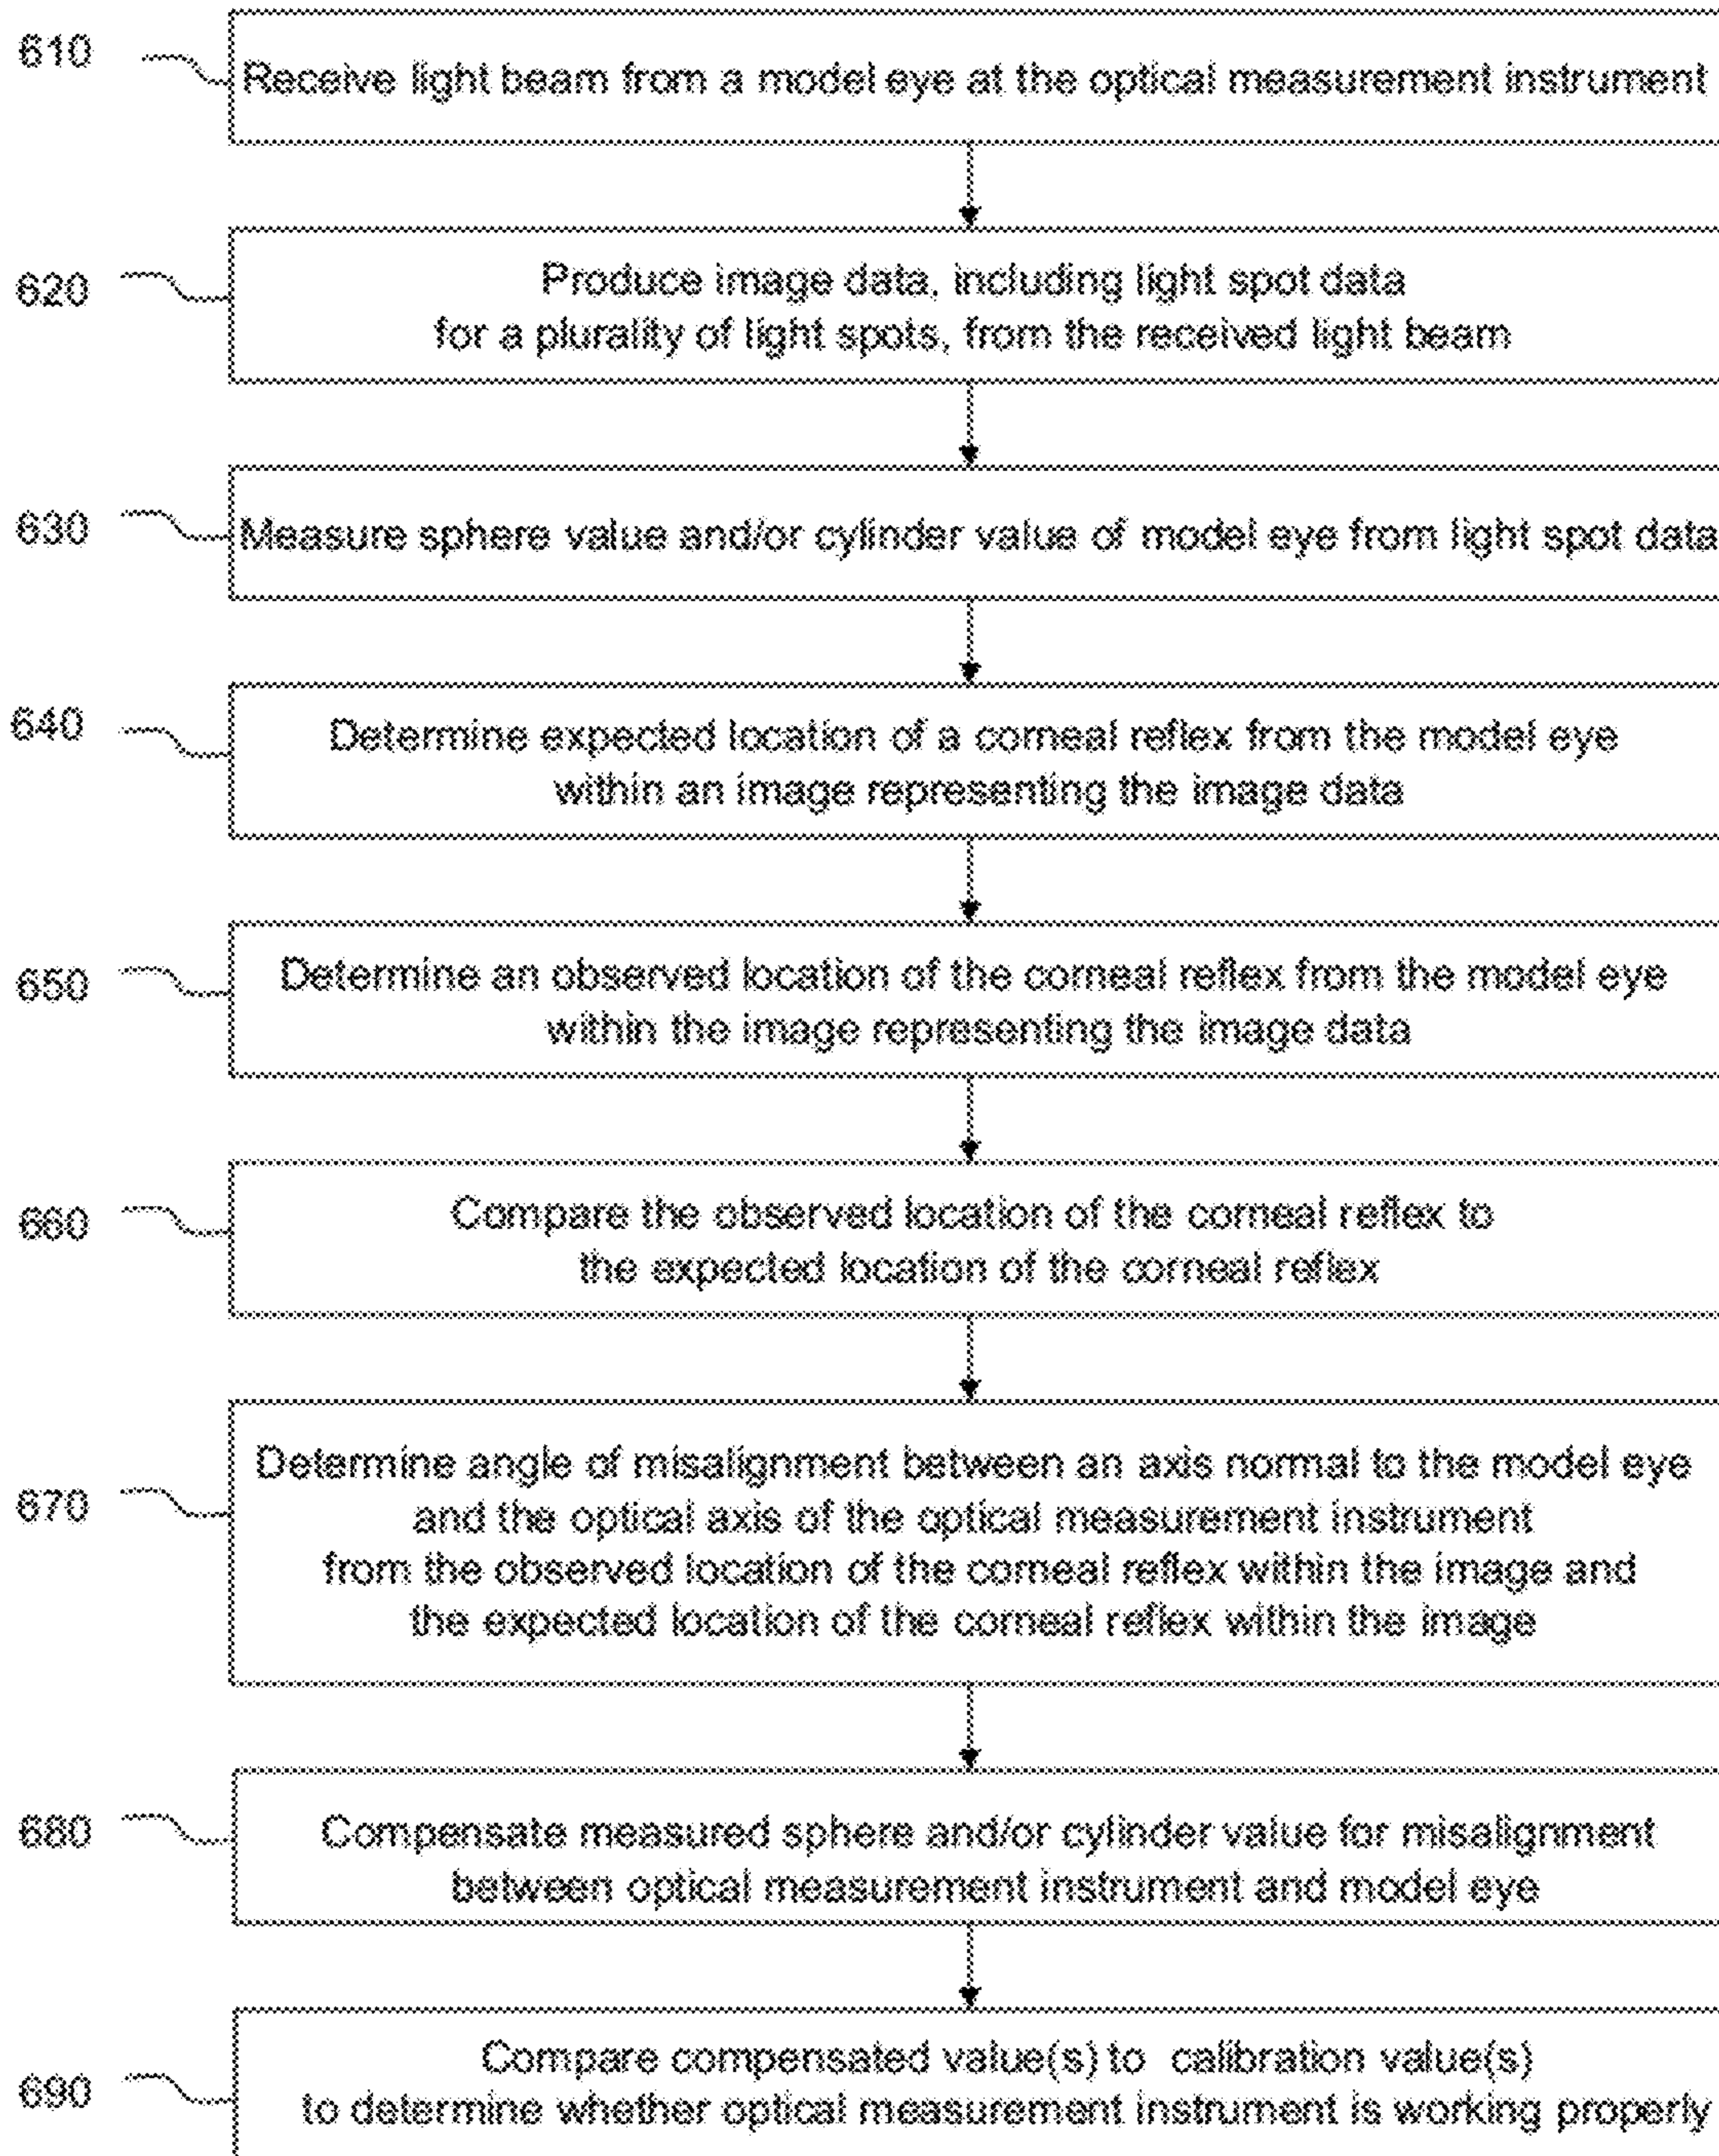 610
Receive light beam from a model eye at the optical measurement instrument
620
Produce image data, including light spot data
for a plurality of light spots, from the received light beam
630
Measure sphere value and/or cylinder value of model eye from light spot data
640
Determine expected location of a corneal reflex from the model eye
within an image representing the image data
650
Determine an observed location of the corneal reflex from the model eye
within the image representing the image data
660
Compare the observed location of the corneal reflex to
the expected location of the corneal reflex
670
Determine angle of misalignment between an axis normal to the model eye
and the optical axis of the optical measurement instrument
from the observed location of the corneal reflex within the image and
the expected location of the corneal reflex within the image
680
Compensate measured sphere and/or cylinder value for misalignment
between optical measurement instrument and model eye
690
Compare compensated value(s) to calibration value(s)
to determine whether optical measurement instrument is working properly